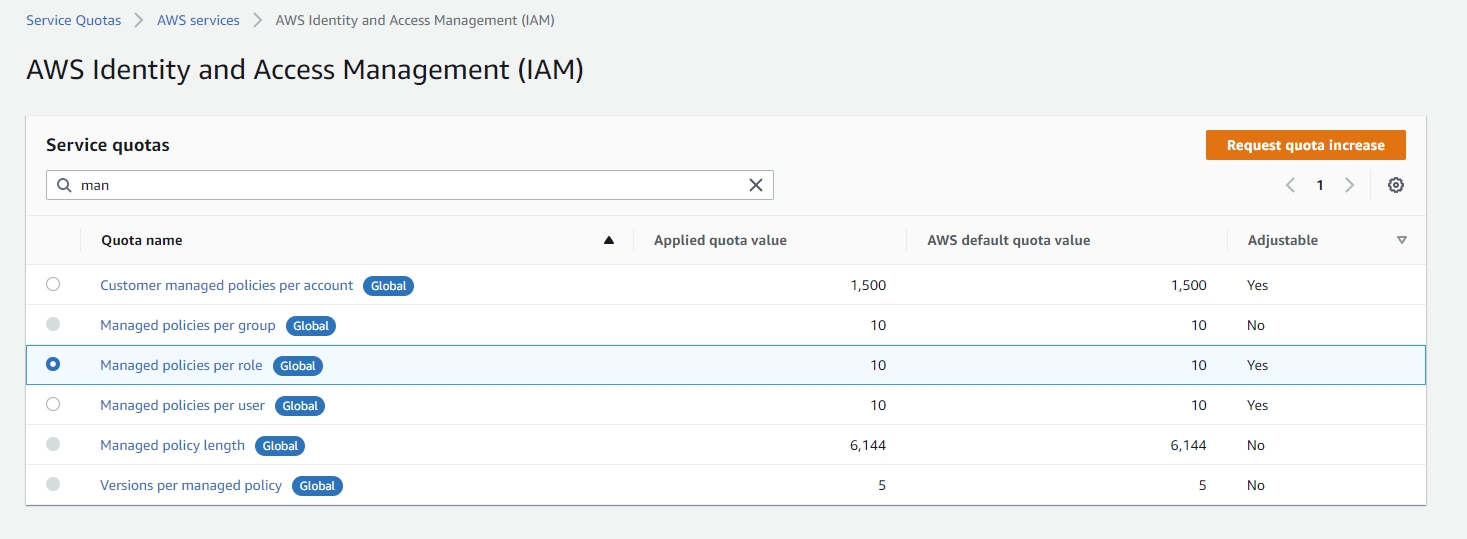 Service Quotas > AWS services > AWS Identity and Access Management (IAM)
AWS Identity and Access Management (IAM)
Service quotas
Request quota increase
man
1
Quota name Applied quota value AWS default quota value Adjustable
Customer managed policies per account Global 1,500 1,500 Yes
Managed policies per group Global 10 10 No
Managed policies per role Global 10 10 Yes
Managed policies per user Global 10 10 Yes
Managed policy length Global 6,144 6,144 No
Versions per managed policy Global 5 5 No